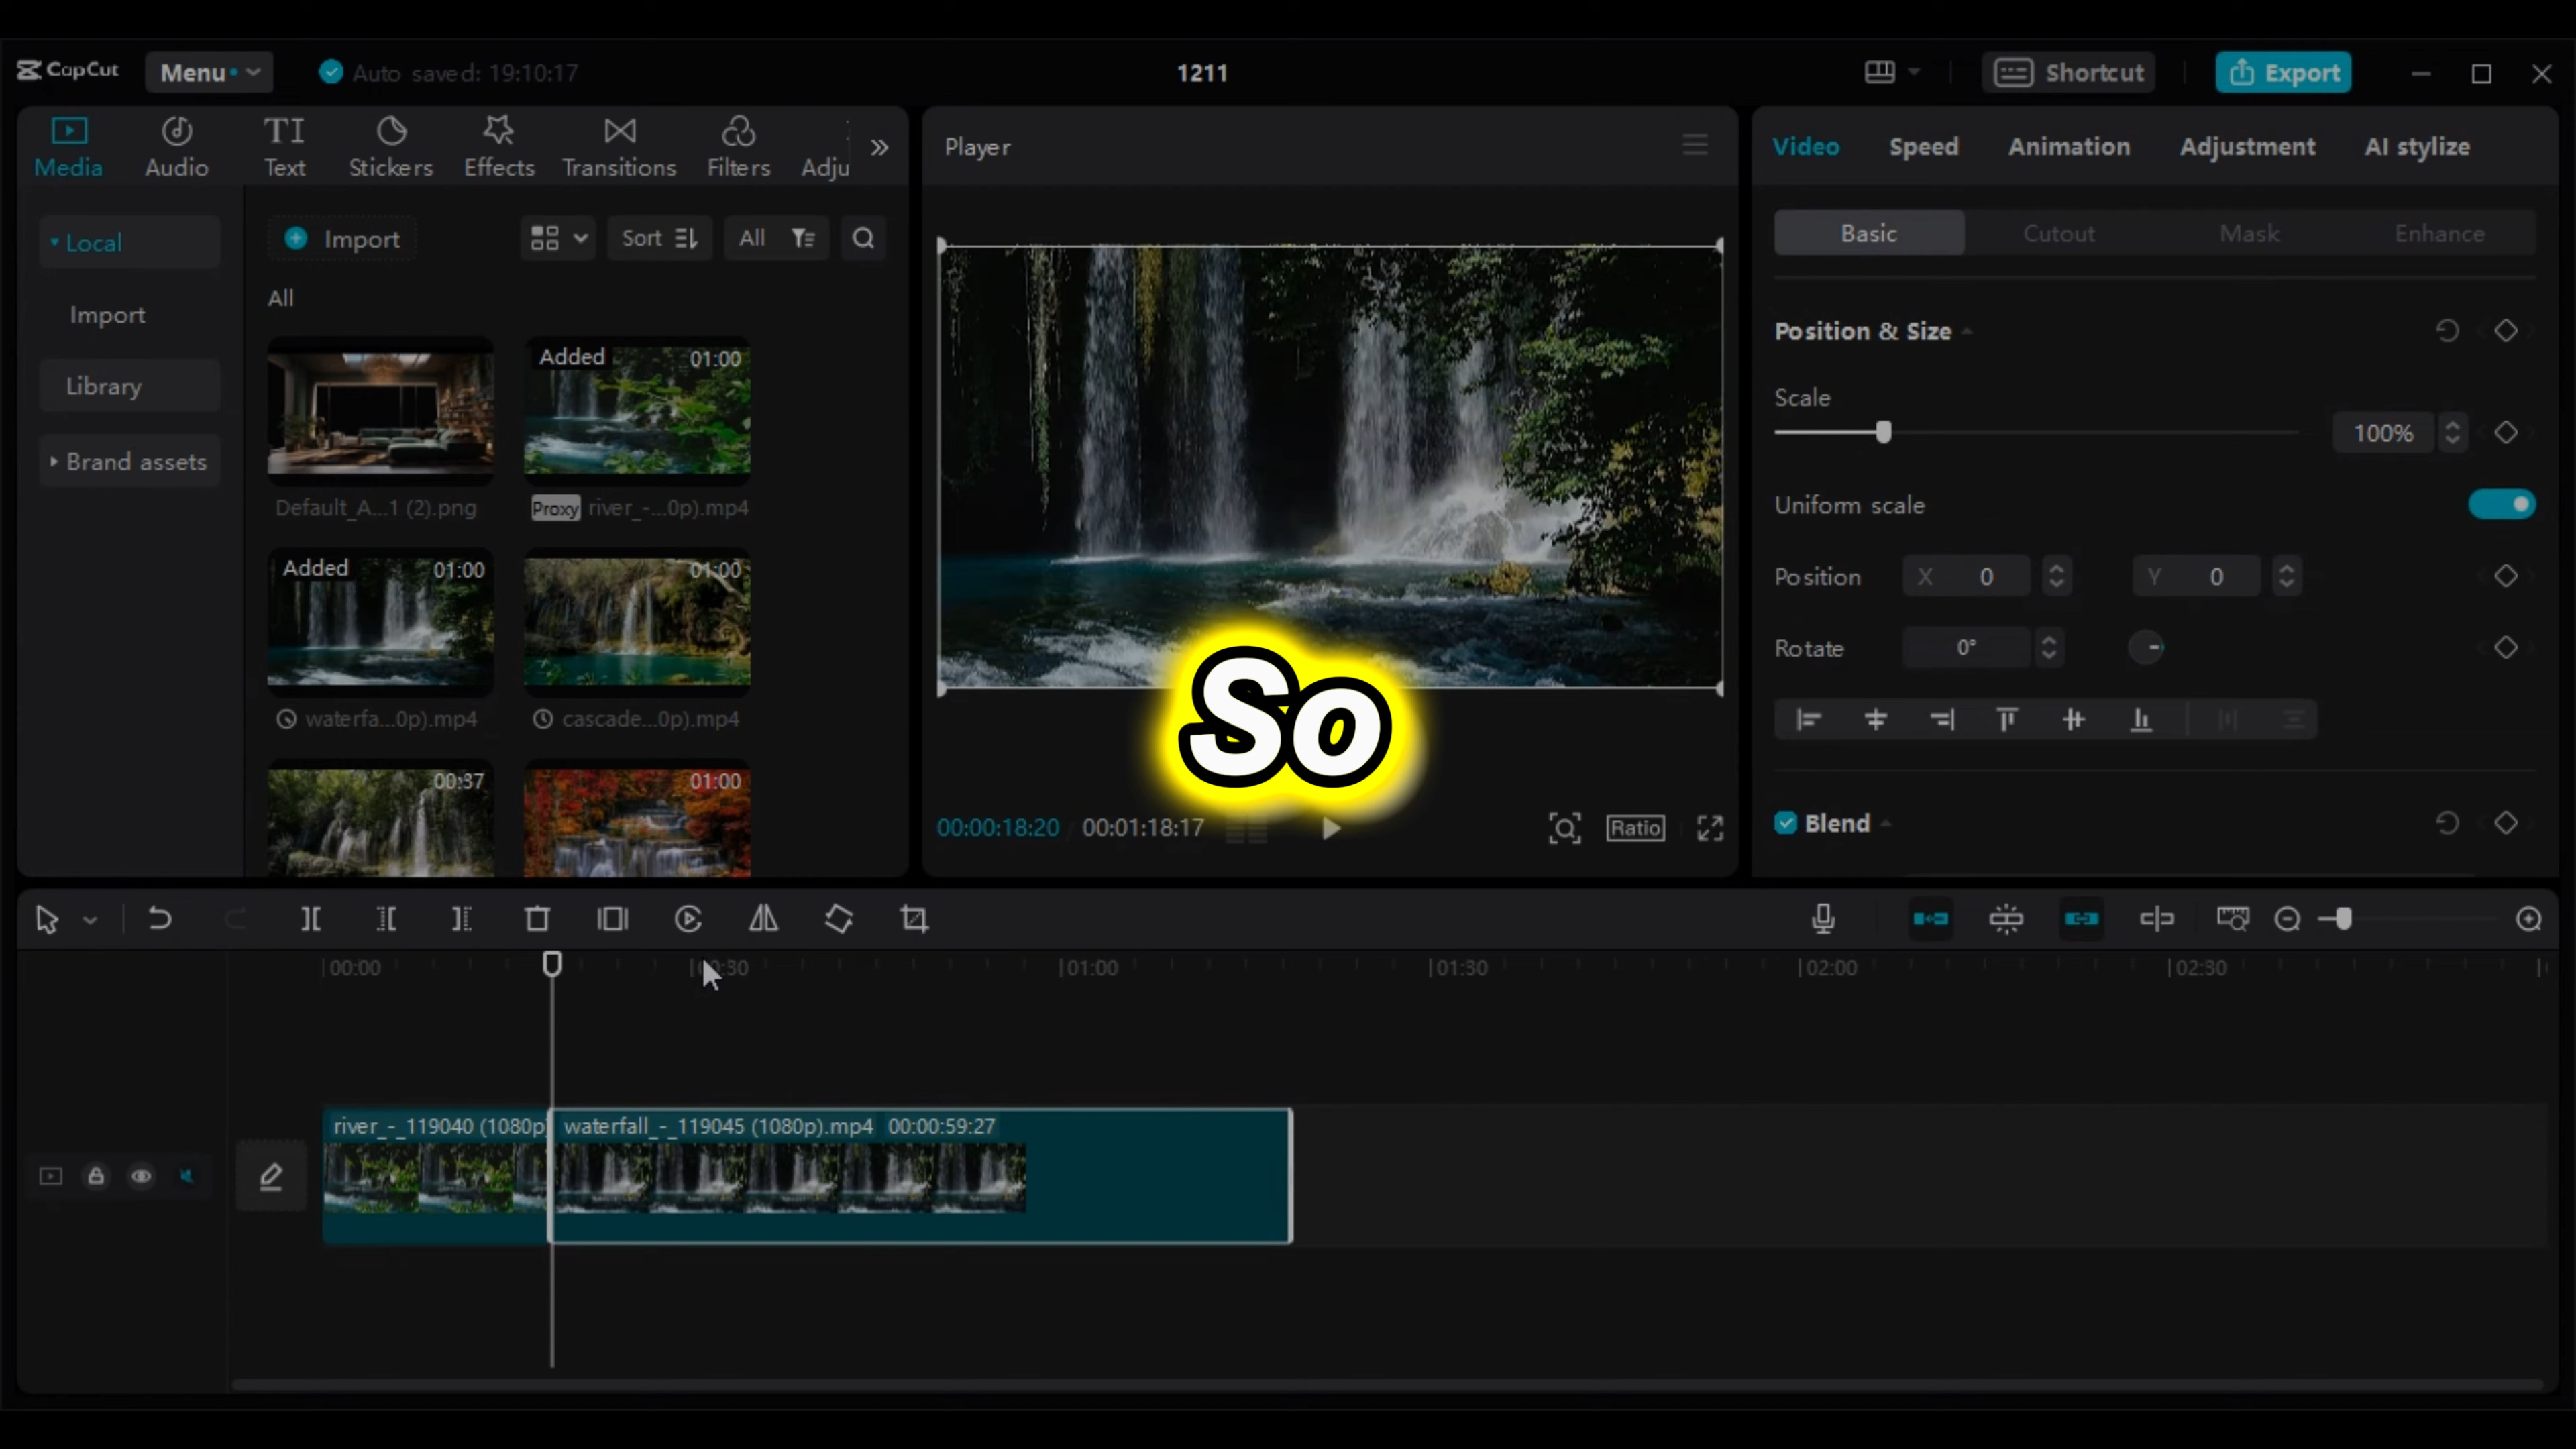 CapCut
Menu
Auto saved: 19:10:17
1211
Shortcut
Export
Media
Audio
TI
Text
Stickers
Effects
Transitions
Filters
Adju
Player
Video
Speed
Animation
Adjustment
AI stylize
Local
Import
Library
Brand assets
Import
Sort
All
All
Added
01:00
Default_A...1 (2).png
Proxy river_-...0p).mp4
Added
01:00
01:00
waterfa...0p).mp4
cascade...0p).mp4
00:37
01:00
So
00:00:18:20
00:01:18:17
Ratio
Basic
Cutout
Mask
Enhance
Position & Size
Scale
100%
Uniform scale
Position
X 0
Y 0
Rotate
0°
Blend
00:00
00:30
01:00
01:30
02:00
02:30
river_-_119040 (1080p
waterfall_-_119045 (1080p).mp4 00:00:59:27